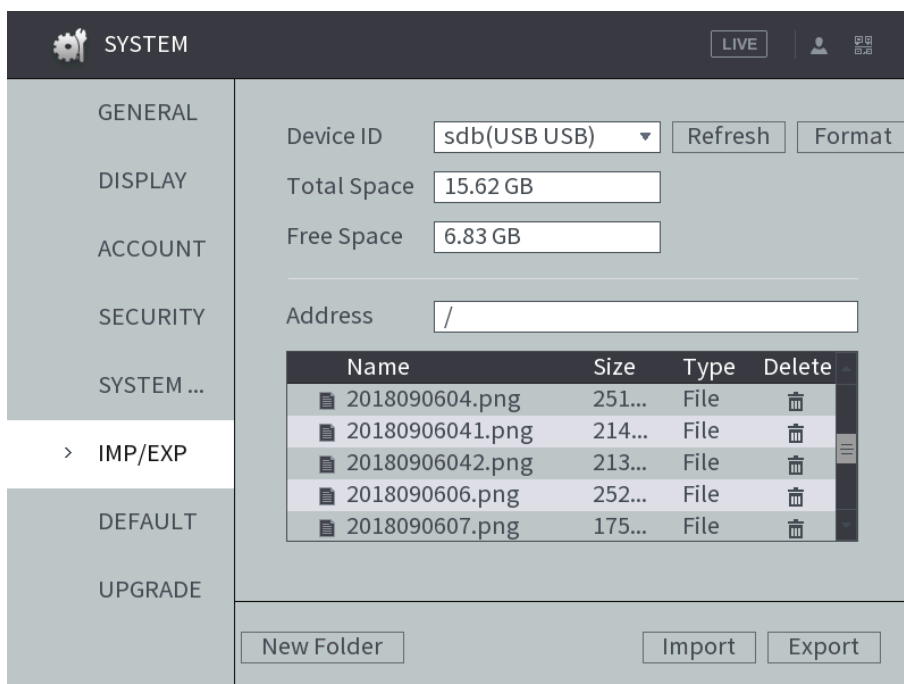 SYSTEM LIVE
GENERAL
DISPLAY
ACCOUNT
SECURITY
SYSTEM ...
> IMP/EXP
DEFAULT
UPGRADE
Device ID sdb(USB USB) Refresh Format
Total Space 15.62 GB
Free Space 6.83 GB
Address /
Name Size Type Delete
2018090604.png 251... File
20180906041.png 214... File
20180906042.png 213... File
2018090606.png 252... File
2018090607.png 175... File
New Folder Import Export